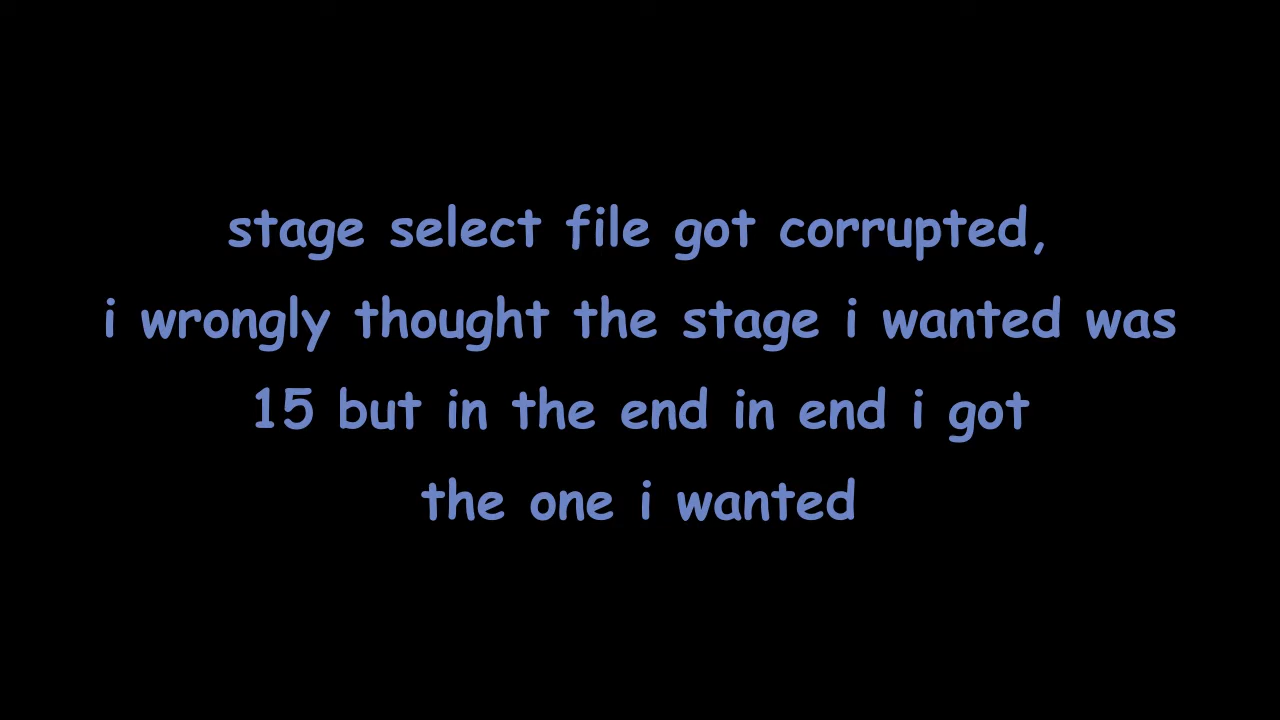 stage select file got corrupted,
i wrongly thought the stage i wanted was
15 but in the end in end i got
the one i wanted